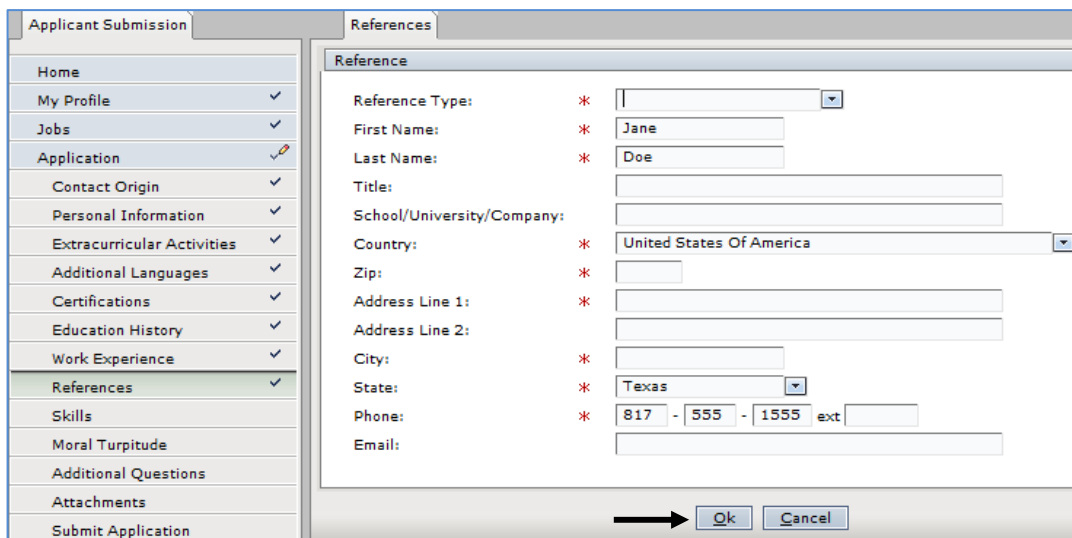 Applicant Submission
References
Home
My Profile
Jobs
Application
Contact Origin
Personal Information
Extracurricular Activities
Additional Languages
Certifications
Education History
Work Experience
References
Skills
Moral Turpitude
Additional Questions
Attachments
Submit Application
Reference
Reference Type: *
First Name: * Jane
Last Name: * Doe
Title:
School/University/Company:
Country: * United States Of America
Zip: *
Address Line 1: *
Address Line 2:
City: *
State: * Texas
Phone: * 817 - 555 - 1555 ext
Email:
Ok Cancel